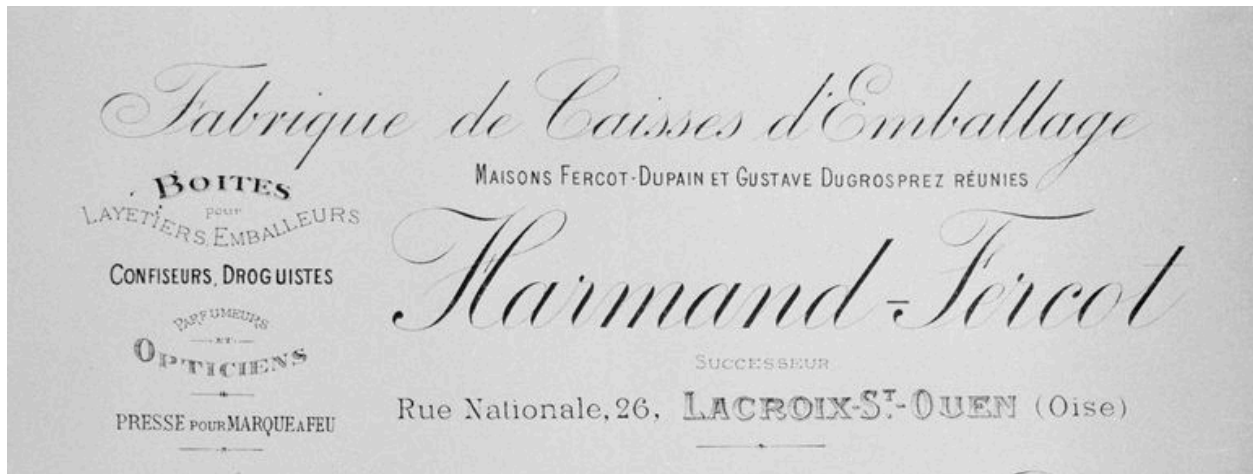 Fabrique de Caisses d'Emballage
MAISONS FERCOT-DUPAIN ET GUSTAVE DUGROSPREZ RÉUNIES
BOITES
pour
LAYETIERS, EMBALLEURS
CONFISEURS, DROGUISTES
PARFUMEURS
ET
OPTICIENS
PRESSE POUR MARQUE A FEU
Harmand-Fercot
SUCCESSEUR
Rue Nationale, 26, LACROIX-ST-OUEN (Oise)